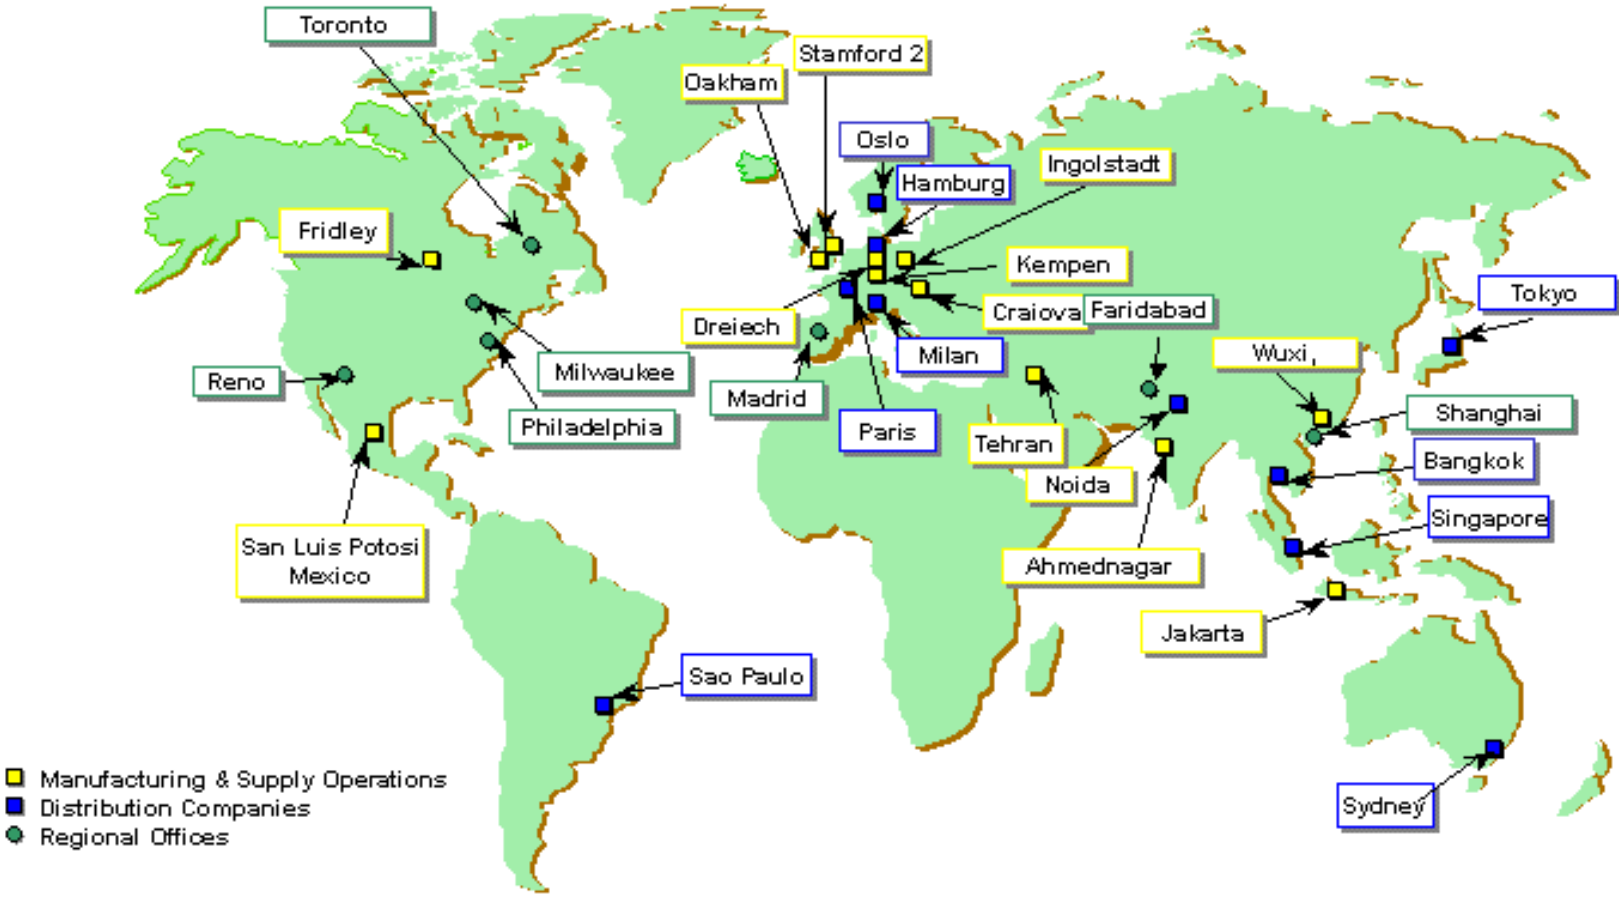 Toronto
Stamford 2
Oakham
Oslo
Ingolstadt
Hamburg
Fridley
Kempen
Tokyo
Craiova
Faridabad
Dreiech
Wuxi,
Milan
Milwaukee
Reno
Madrid
Shanghai
Philadelphia
Paris
Tehran
Bangkok
Noida
Singapore
San Luis Potosi
Mexico
Ahmednagar
Jakarta
Sao Paulo
Manufacturing & Supply Operations
Distribution Companies
Sydney
Regional Offices